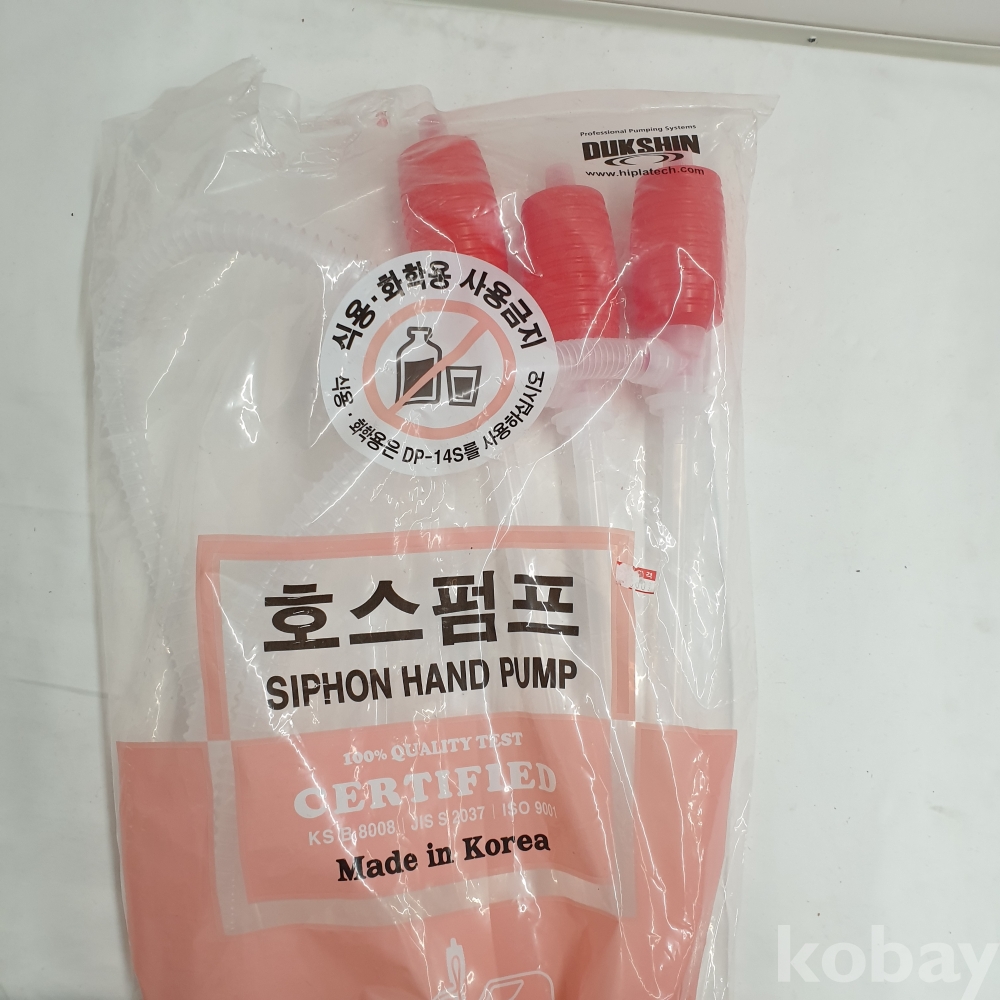 Professional Pumping Systems
DUKSHIN
www.hiplatech.com
식용·화학용 사용금지
식용·화학용은 DP-14S를 사용하십시오
호스펌프
SIPHON HAND PUMP
100% QUALITY TEST
CERTIFIED
KS B 8008 | JIS S 2037 | ISO 9001
Made in Korea
kobay